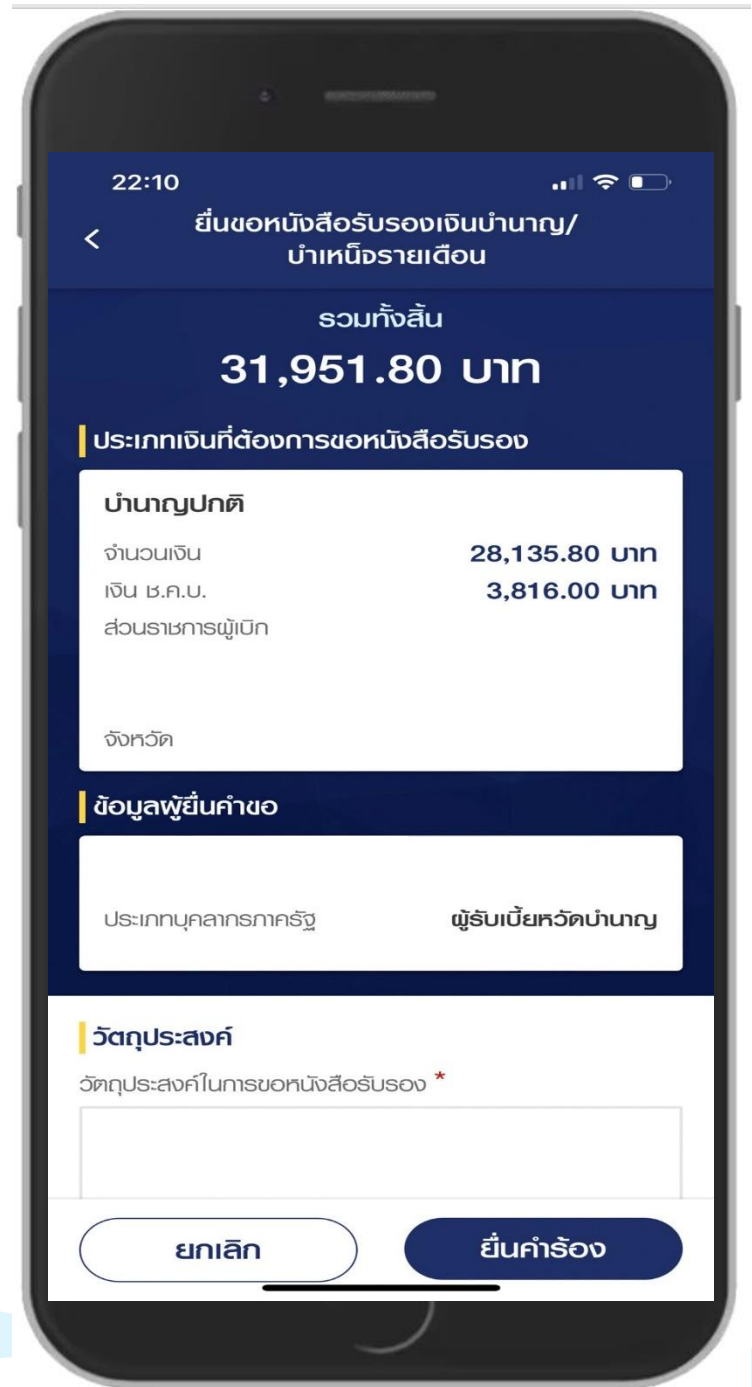 22:10
ยื่นขอหนังสือรับรองเงินบำนาญ/
บำเหน็จรายเดือน
รวมทั้งสิ้น
31,951.80 บาท
ประเภทเงินที่ต้องการขอหนังสือรับรอง
บำนาญปกติ
จำนวนเงิน 28,135.80 บาท
เงิน ช.ค.บ. 3,816.00 บาท
ส่วนราชการผู้เบิก
จังหวัด
ข้อมูลผู้ยื่นคำขอ
ประเภทบุคลากรภาครัฐ ผู้รับเบี้ยหวัดบำนาญ
วัตถุประสงค์
วัตถุประสงค์ในการขอหนังสือรับรอง *
ยกเลิก ยื่นคำร้อง